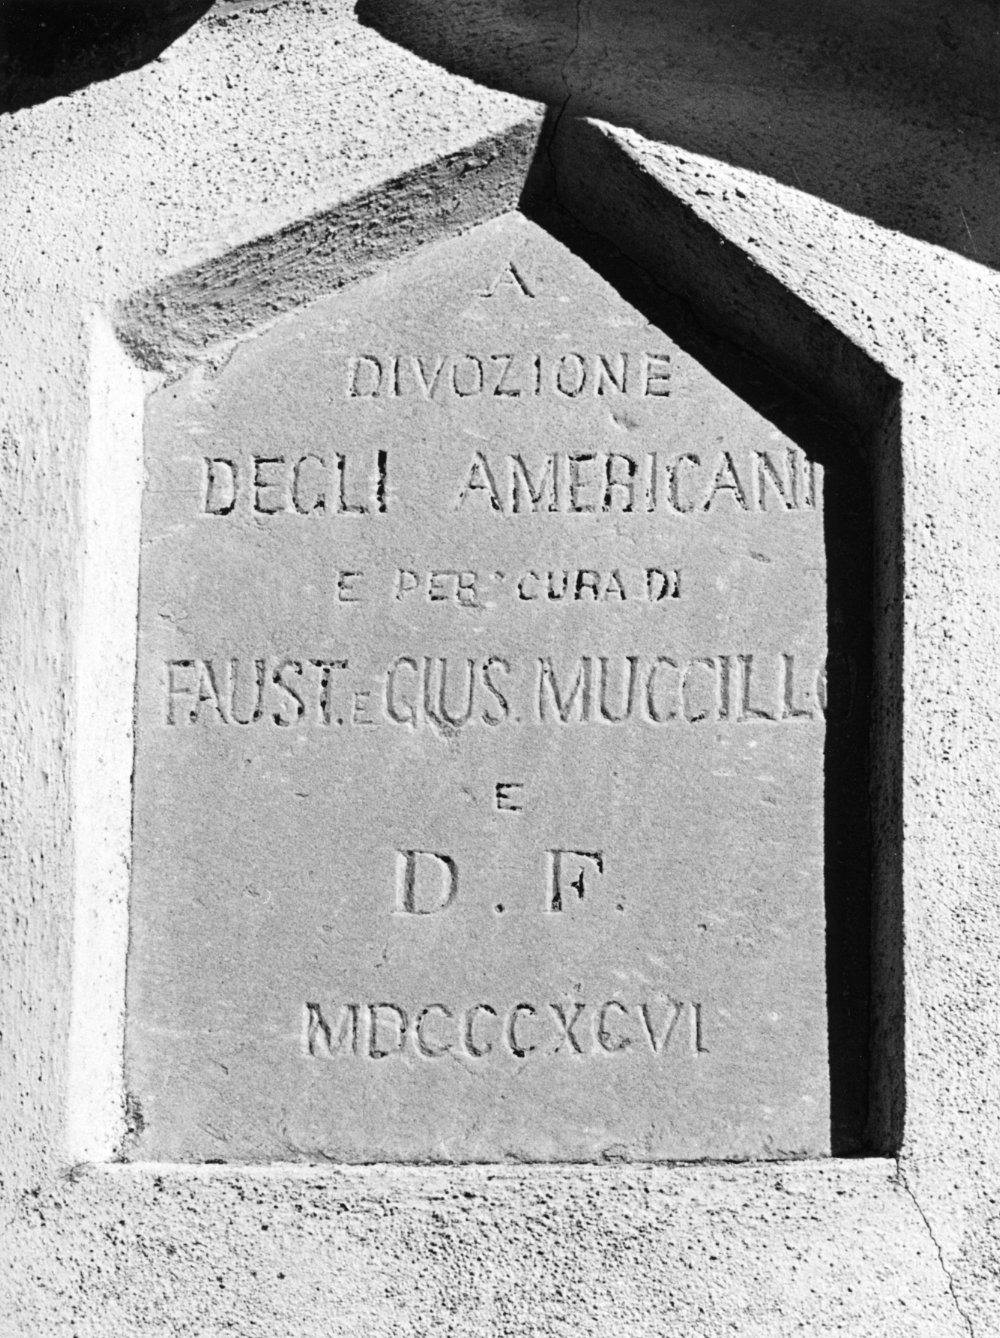 A
DIVOZIONE
DEGLI AMERICANI
E PER CURA DI
FAUST. E GIUS. MUCCILLO
E
D. F.
MDCCCXCVI